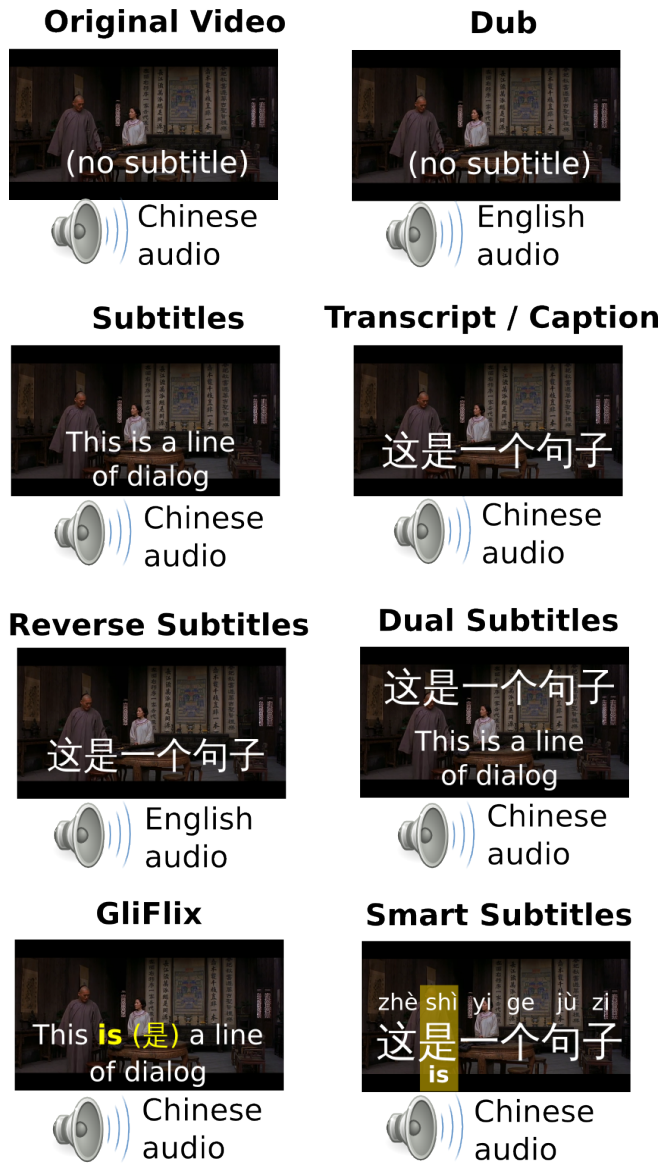 Original Video
(no subtitle)
Chinese
audio
Dub
(no subtitle)
English
audio
Subtitles
This is a line
of dialog
Chinese
audio
Transcript / Caption
这是一个句子
Chinese
audio
Reverse Subtitles
这是一个句子
English
audio
Dual Subtitles
这是一个句子
This is a line
of dialog
Chinese
audio
GliFlix
This is (是) a line
of dialog
Chinese
audio
Smart Subtitles
zhè shì yi ge jù zi
这是一个句子
is
Chinese
audio